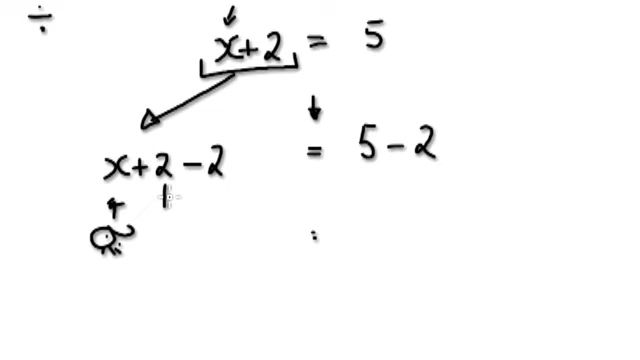 ÷
x + 2 = 5
x + 2 - 2 = 5 - 2